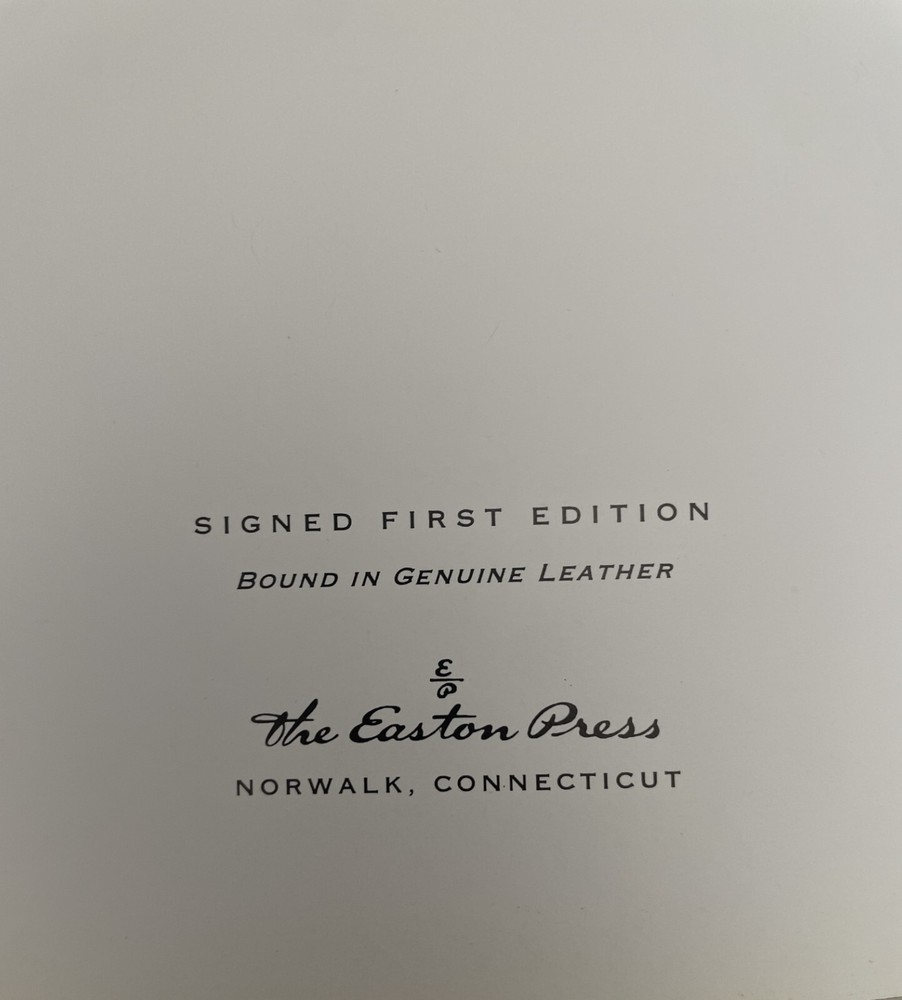 SIGNED FIRST EDITION
BOUND IN GENUINE LEATHER
E
P
The Easton Press
NORWALK, CONNECTICUT